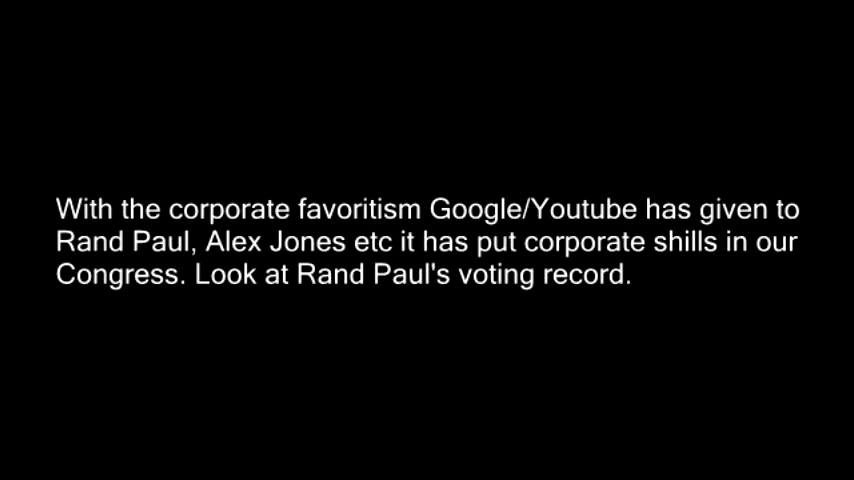 With the corporate favoritism Google/Youtube has given to
Rand Paul, Alex Jones etc it has put corporate shills in our
Congress. Look at Rand Paul's voting record.